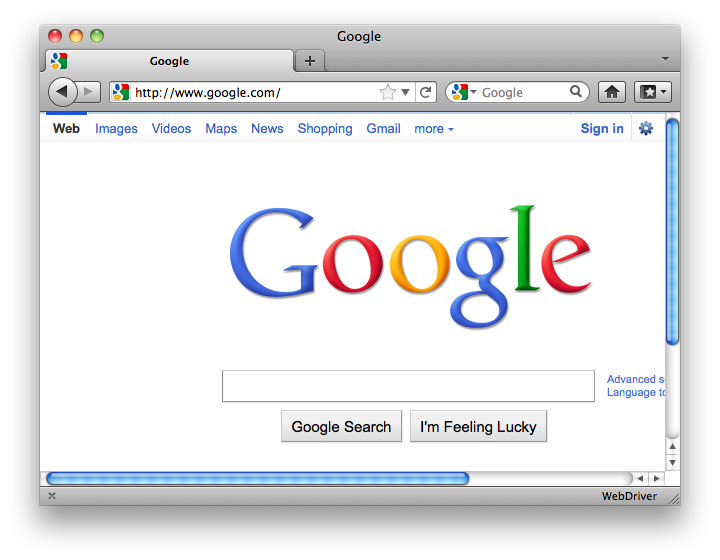 Google
Google
http://www.google.com/
Google
Web Images Videos Maps News Shopping Gmail more Sign in
Google
Advanced s
Language to
Google Search I'm Feeling Lucky
WebDriver